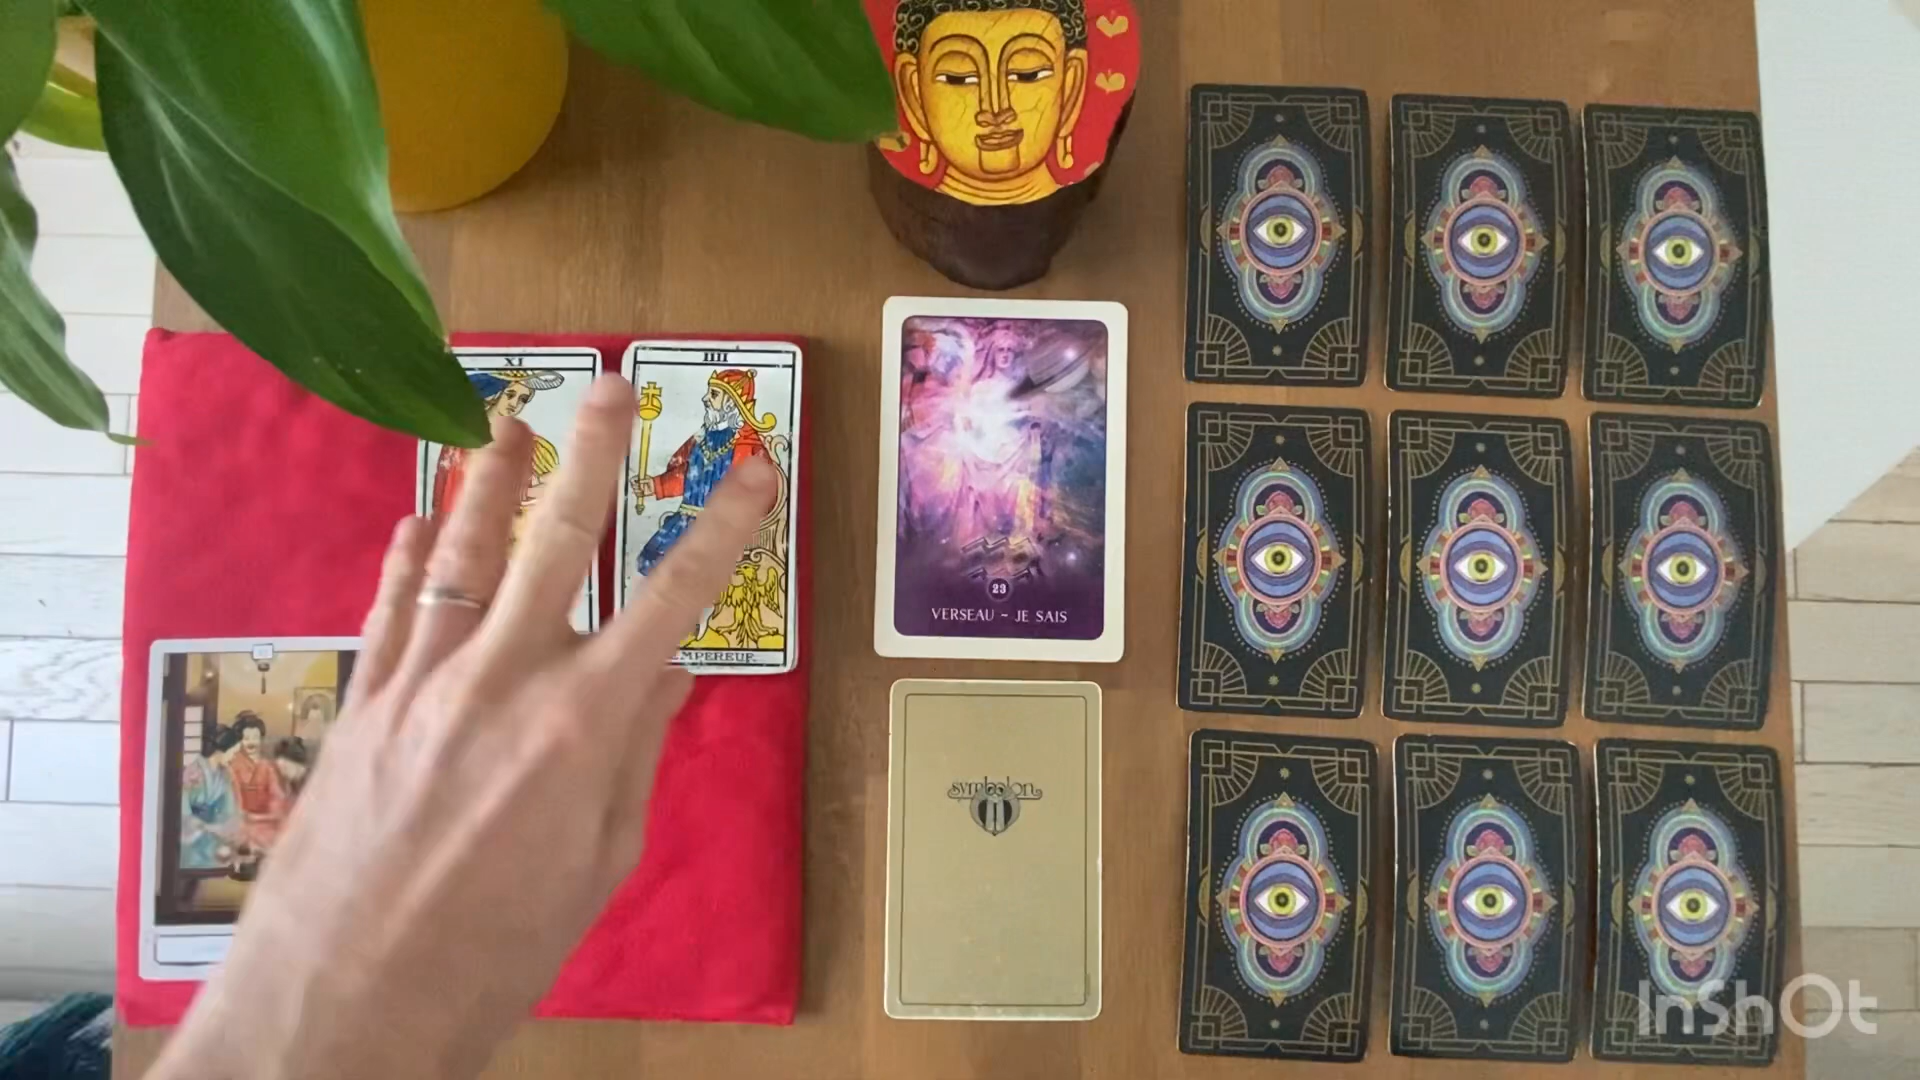 XI
IIII
MPEREUR
23
VERSEAU - JE SAIS
symbolon
InShOt